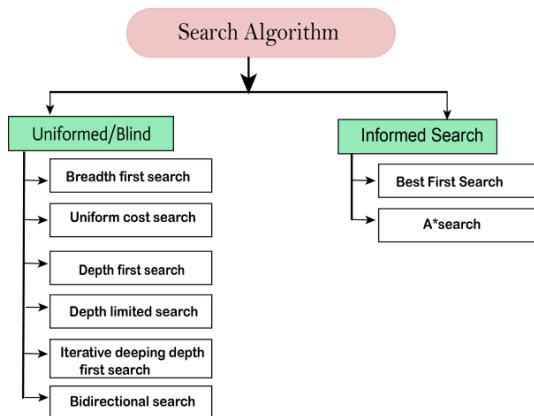 Search Algorithm
Uniformed/Blind
Breadth first search
Uniform cost search
Depth first search
Depth limited search
Iterative deeping depth
first search
Bidirectional search
Informed Search
Best First Search
A*search